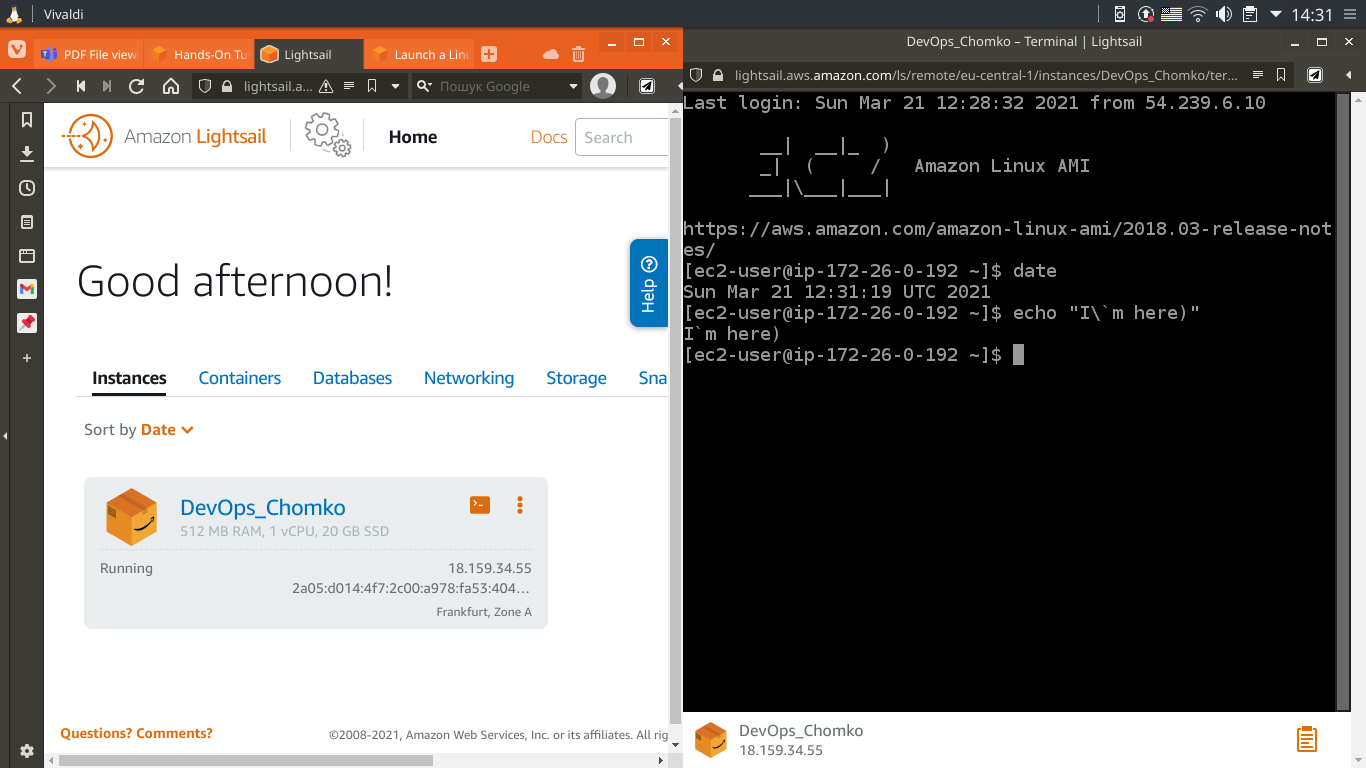 Vivaldi
14:31
PDF File view
Hands-On Tu
Lightsail
Launch a Lin
lightsail.a...
Пошук Google
Amazon Lightsail
Home
Docs
Search
Good afternoon!
Help
Instances
Containers
Databases
Networking
Storage
Sna
Sort by Date
DevOps_Chomko
512 MB RAM, 1 vCPU, 20 GB SSD
Running
18.159.34.55
2a05:d014:4f7:2c00:a978:fa53:404...
Frankfurt, Zone A
Questions? Comments?
©2008-2021, Amazon Web Services, Inc. or its affiliates. All rig
DevOps_Chomko – Terminal | Lightsail
lightsail.aws.amazon.com/ls/remote/eu-central-1/instances/DevOps_Chomko/ter...
Last login: Sun Mar 21 12:28:32 2021 from 54.239.6.10
       __|  __|_  )
       _|  (     /   Amazon Linux AMI
      ___|\___|___|
https://aws.amazon.com/amazon-linux-ami/2018.03-release-not
es/
[ec2-user@ip-172-26-0-192 ~]$ date
Sun Mar 21 12:31:19 UTC 2021
[ec2-user@ip-172-26-0-192 ~]$ echo "I\`m here)"
I`m here)
[ec2-user@ip-172-26-0-192 ~]$
DevOps_Chomko
18.159.34.55